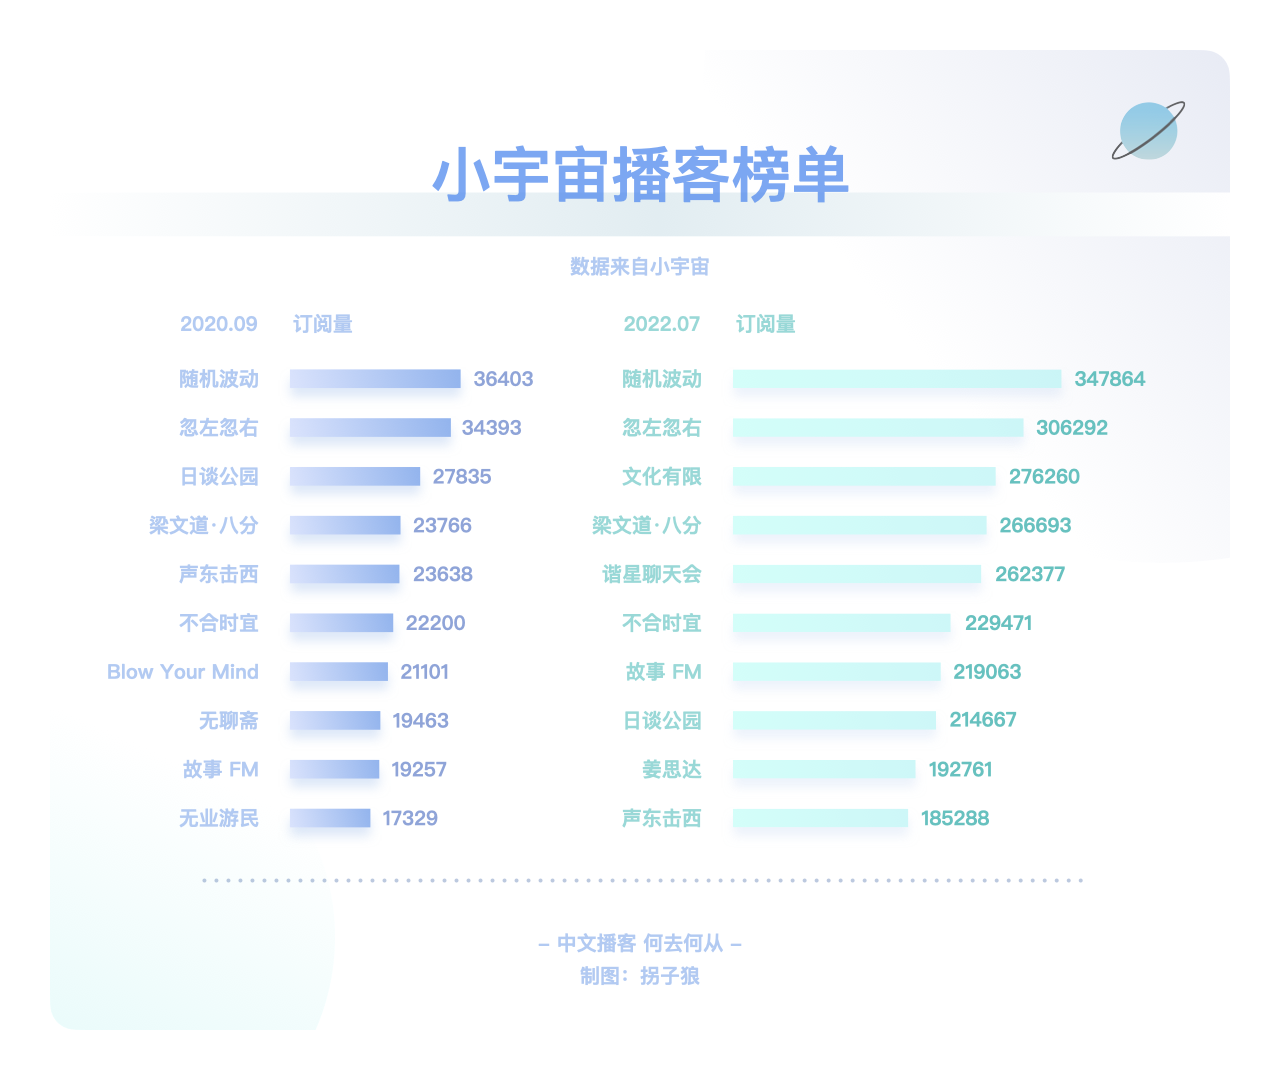 小宇宙播客榜单
数据来自小宇宙
2020.09 订阅量
随机波动 36403
忽左忽右 34393
日谈公园 27835
梁文道·八分 23766
声东击西 23638
不合时宜 22200
Blow Your Mind 21101
无聊斋 19463
故事 FM 19257
无业游民 17329
2022.07 订阅量
随机波动 347864
忽左忽右 306292
文化有限 276260
梁文道·八分 266693
谐星聊天会 262377
不合时宜 229471
故事 FM 219063
日谈公园 214667
姜思达 192761
声东击西 185288
– 中文播客 何去何从 –
制图：拐子狼